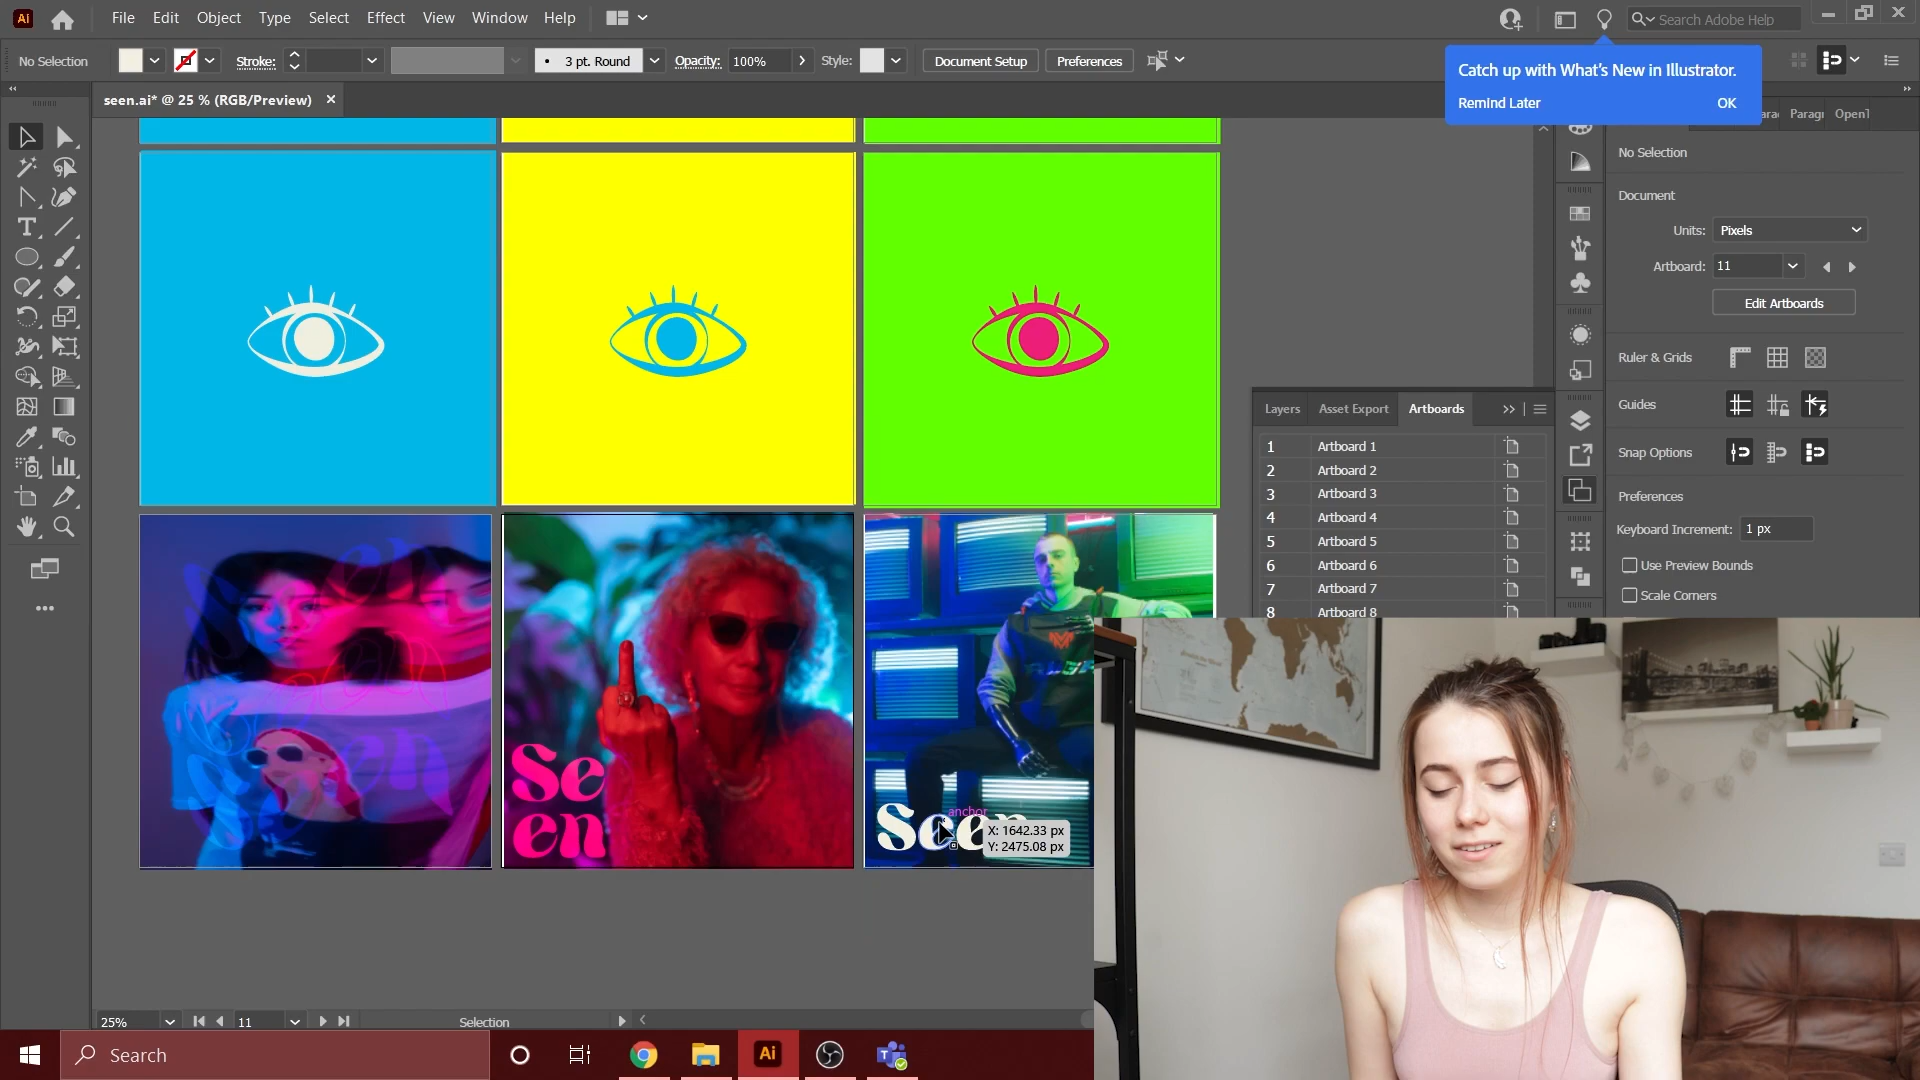 Ai File Edit Object Type Select Effect View Window Help Search Adobe Help
No Selection Stroke: 3 pt. Round Opacity: 100% Style: Document Setup Preferences
Catch up with What's New in Illustrator.
Remind Later OK
seen.ai* @ 25 % (RGB/Preview) ×
Paragr OpenT
No Selection
Document
Units: Pixels
Artboard: 11
Edit Artboards
Ruler & Grids
Guides
Snap Options
Preferences
Keyboard Increment: 1 px
Use Preview Bounds
Scale Corners
Layers Asset Export Artboards
1 Artboard 1
2 Artboard 2
3 Artboard 3
4 Artboard 4
5 Artboard 5
6 Artboard 6
7 Artboard 7
8 Artboard 8
Se
en
Seen
anchor
X: 1642.33 px
Y: 2475.08 px
25% 11 Selection
Search
Ai